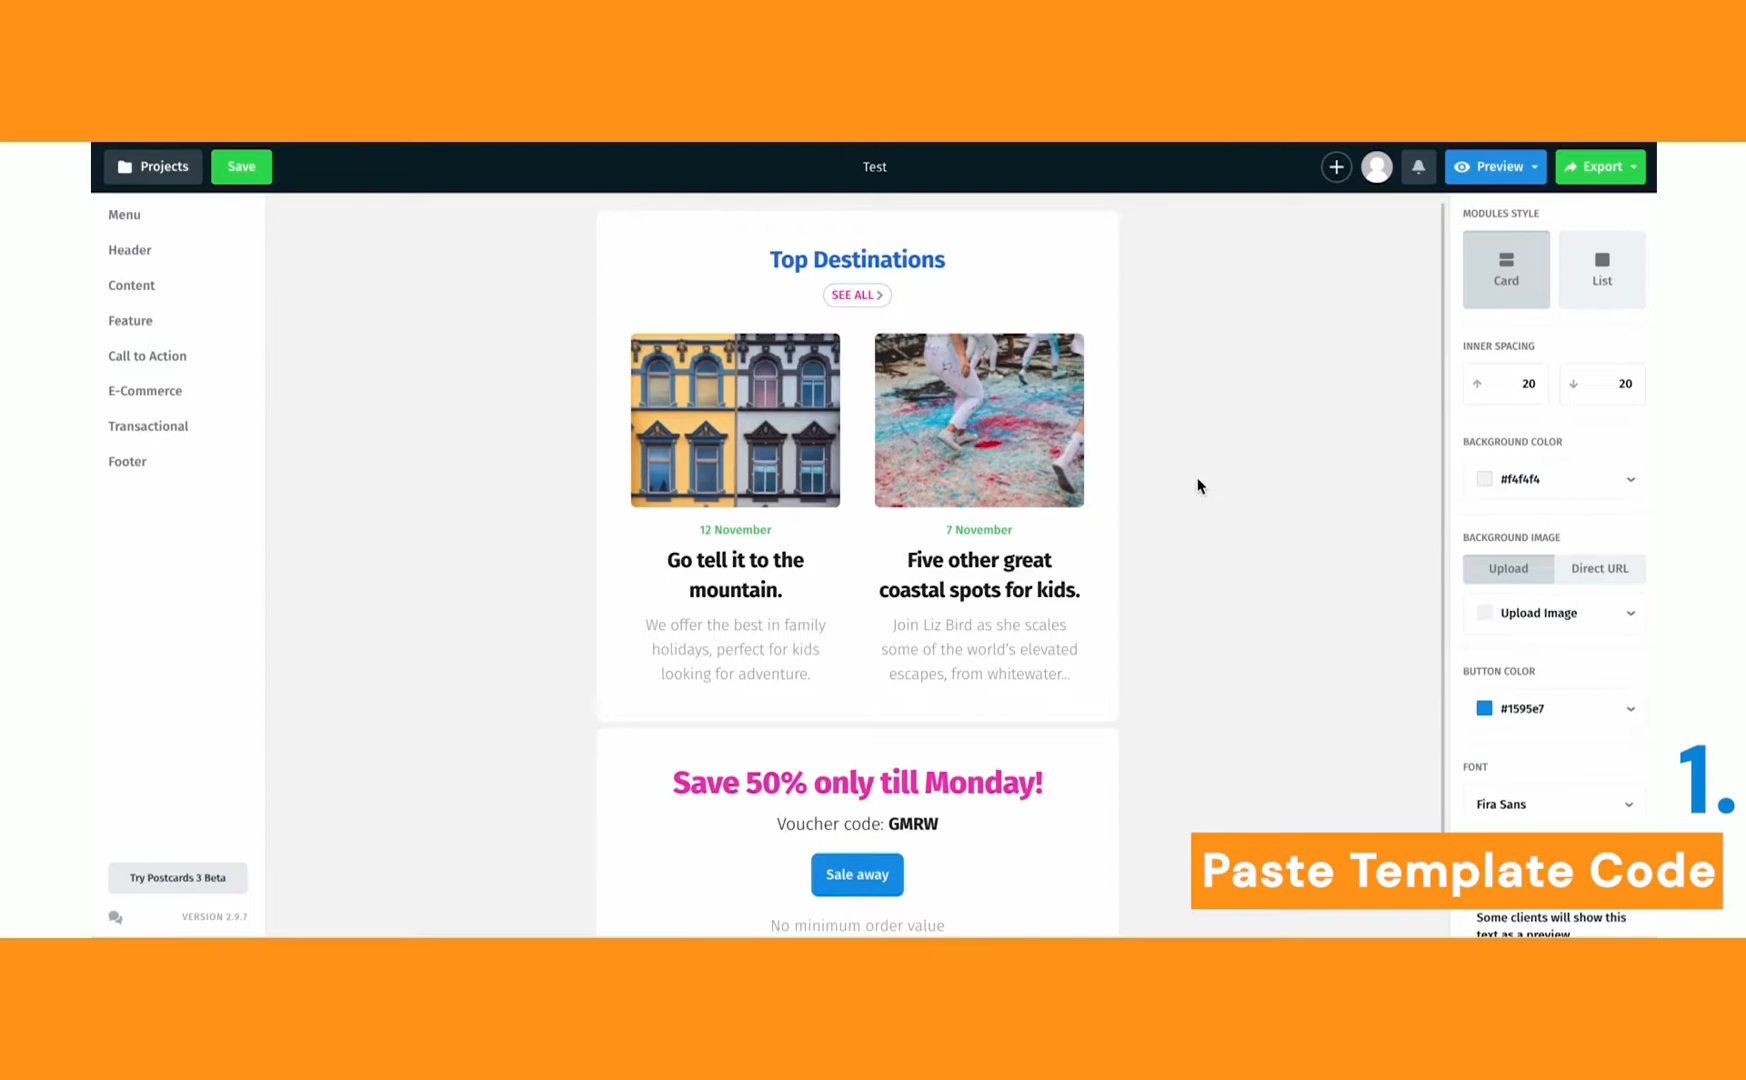 Projects
Save
Test
Preview
Export
Menu
Header
Content
Feature
Call to Action
E-Commerce
Transactional
Footer
Try Postcards 3 Beta
VERSION 2.9.7
Top Destinations
SEE ALL
12 November
Go tell it to the
mountain.
We offer the best in family
holidays, perfect for kids
looking for adventure.
7 November
Five other great
coastal spots for kids.
Join Liz Bird as she scales
some of the world's elevated
escapes, from whitewater...
Save 50% only till Monday!
Voucher code: GMRW
Sale away
No minimum order value
MODULES STYLE
Card
List
INNER SPACING
20
20
BACKGROUND COLOR
#f4f4f4
BACKGROUND IMAGE
Upload
Direct URL
Upload Image
BUTTON COLOR
#1595e7
FONT
Fira Sans
1.
Paste Template Code
Some clients will show this
text as a preview